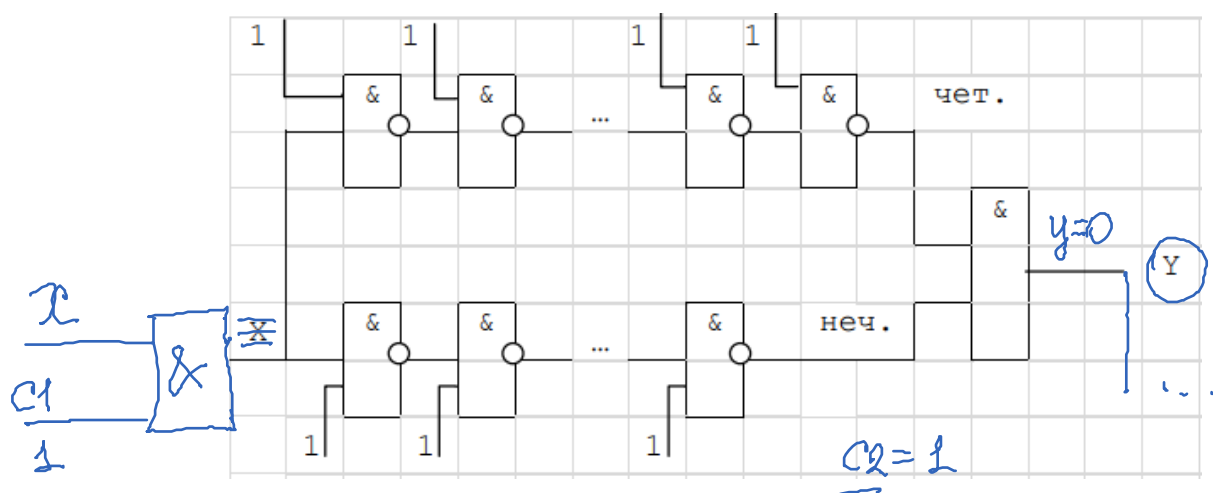 1 1 1 1
& & & & чет.
... 
&
y=0
Y
x
X & & & неч.
...
&
C1
...
1
1 1 1
C2=1